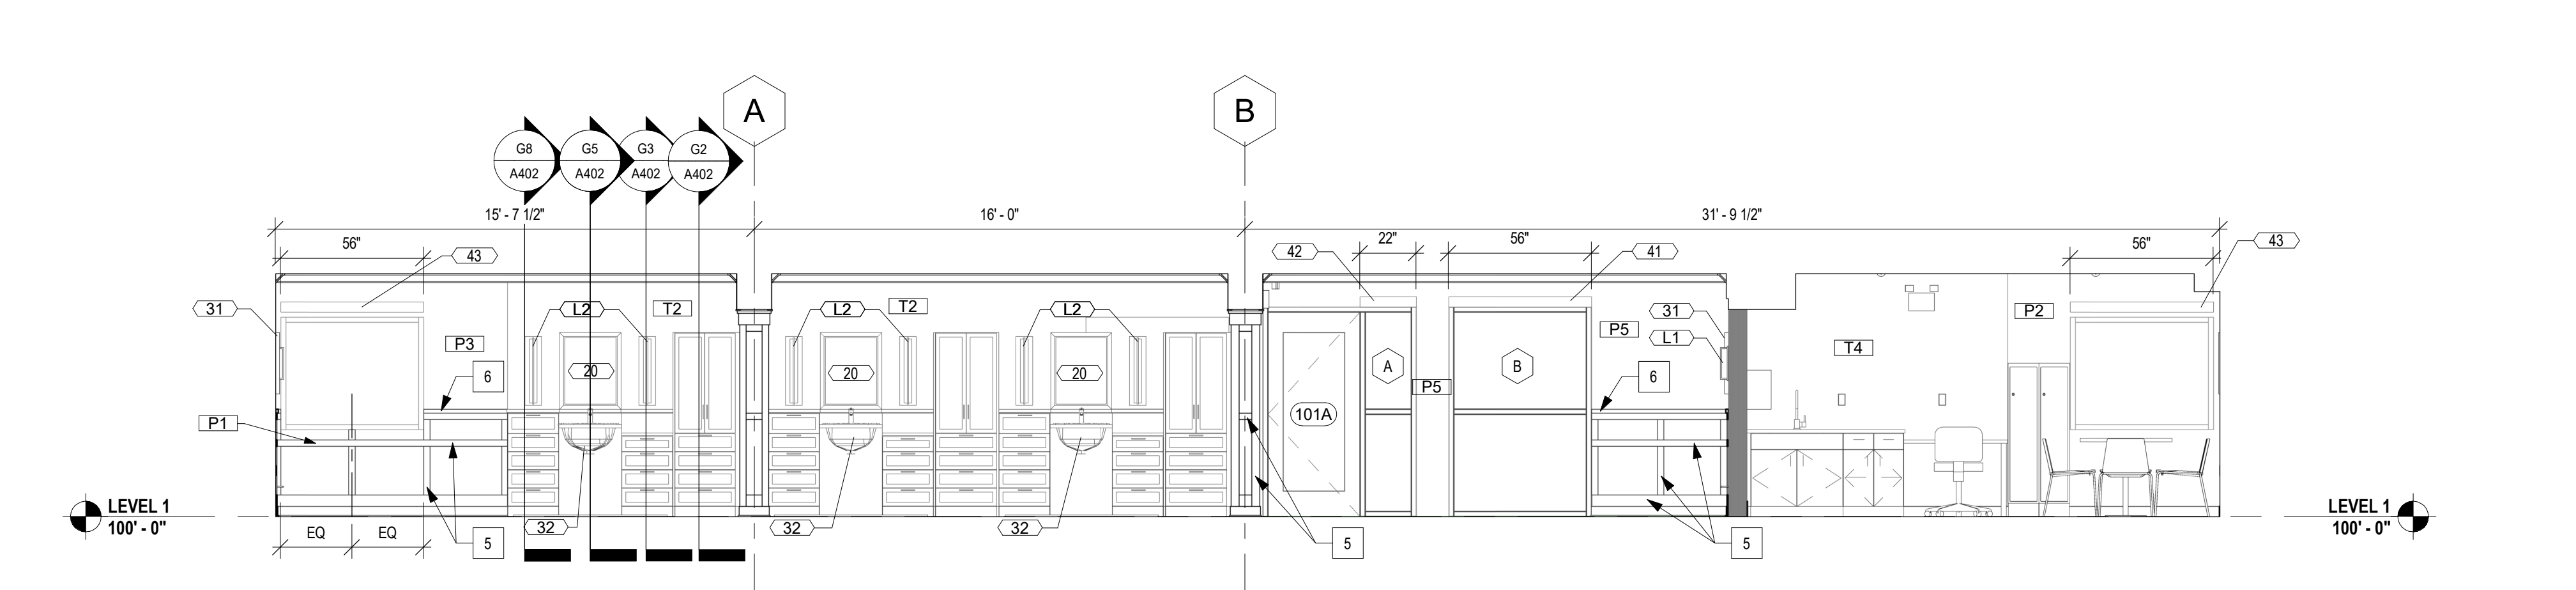 A
B
G8
A402
G5
A402
G3
A402
G2
A402
15' - 7 1/2"
16' - 0"
31' - 9 1/2"
56"
43
42
22"
56"
41
56"
43
31
L2
T2
L2
T2
L2
31
P2
P3
P5
L1
T4
20
20
20
A
B
P5
6
6
P1
101A
LEVEL 1
100' - 0"
LEVEL 1
100' - 0"
EQ
EQ
5
32
32
32
5
5